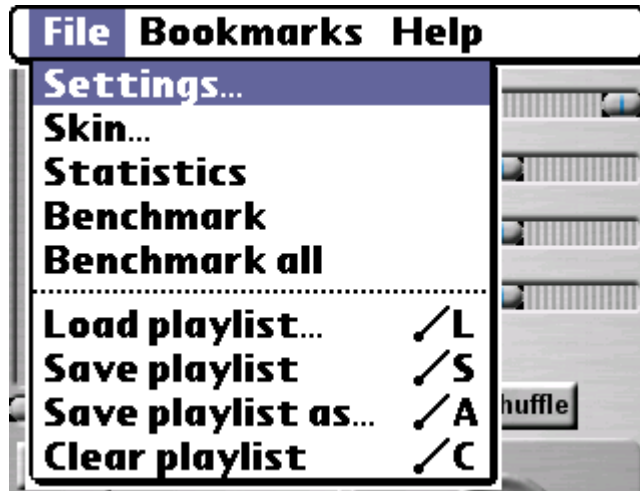 File Bookmarks Help
Settings...
Skin...
Statistics
Benchmark
Benchmark all
Load playlist... ⟋L
Save playlist ⟋S
Save playlist as... ⟋A
Clear playlist ⟋C
huffle